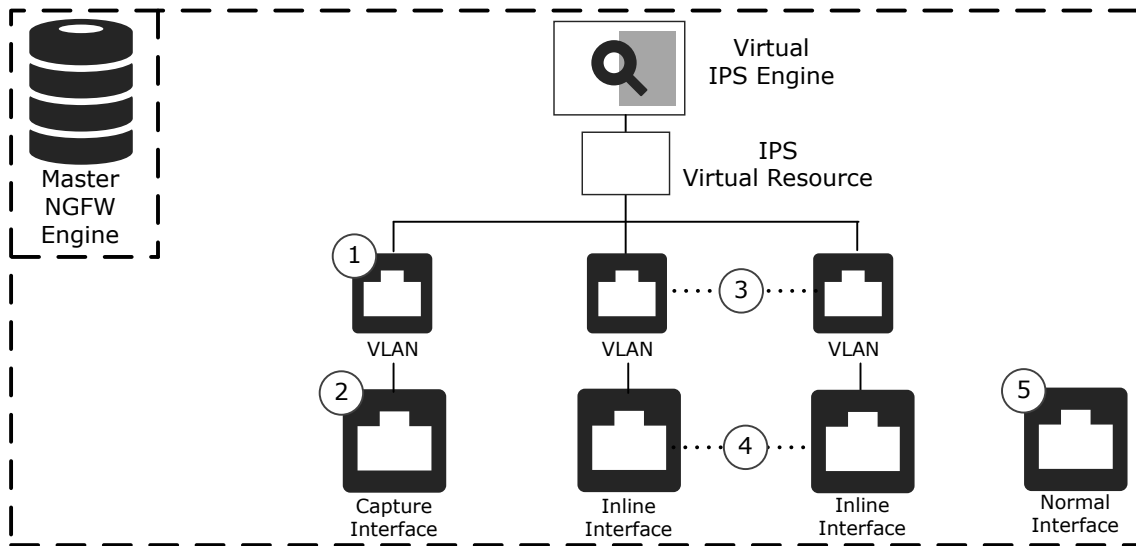 Virtual
IPS Engine
Master
NGFW
Engine
IPS
Virtual Resource
1
3
VLAN
VLAN
VLAN
2
4
5
Capture
Interface
Inline
Interface
Inline
Interface
Normal
Interface